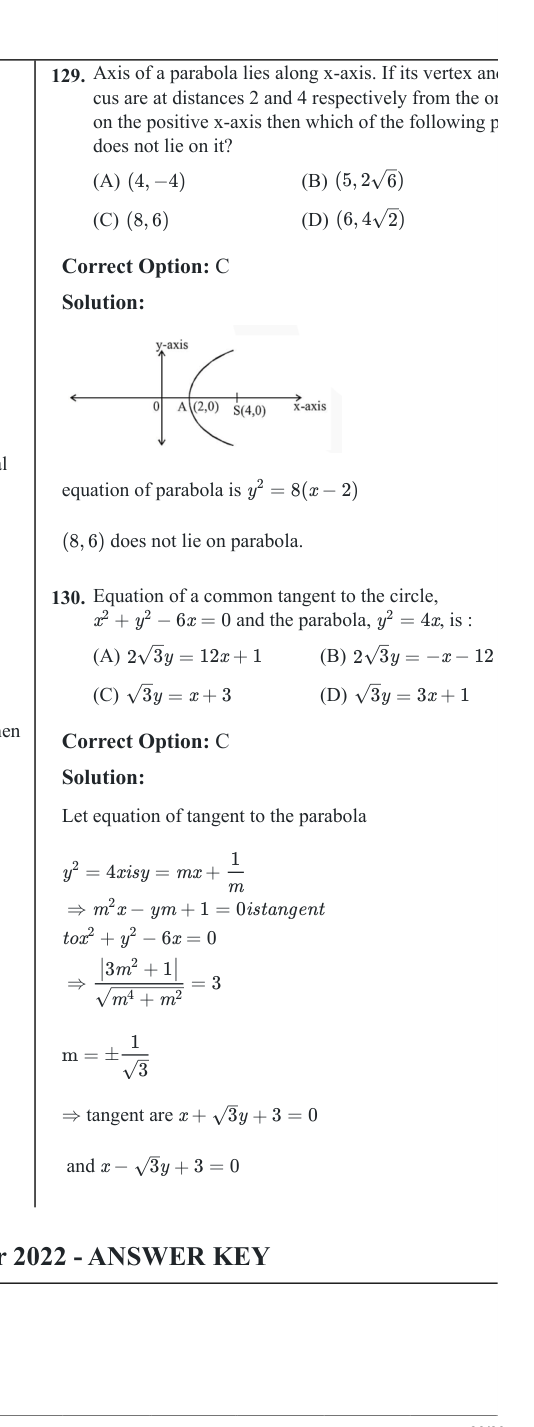 129. Axis of a parabola lies along x-axis. If its vertex
cus are at distances 2 and 4 respectively from the
on the positive x-axis then which of the following
does not lie on it?
(A) (4, −4) (B) (5, 2√6)
(C) (8, 6) (D) (6, 4√2)
Correct Option: C
Solution:
y-axis
0 A (2,0) S(4,0) x-axis
equation of parabola is y² = 8(x − 2)
(8, 6) does not lie on parabola.
130. Equation of a common tangent to the circle,
x² + y² − 6x = 0 and the parabola, y² = 4x, is :
(A) 2√3y = 12x + 1 (B) 2√3y = −x − 12
(C) √3y = x + 3 (D) √3y = 3x + 1
Correct Option: C
Solution:
Let equation of tangent to the parabola
y² = 4xisy = mx + 1/m
⇒ m²x − ym + 1 = 0istangent
tox² + y² − 6x = 0
⇒ |3m² + 1|/√(m⁴ + m²) = 3
m = ± 1/√3
⇒ tangent are x + √3y + 3 = 0
and x − √3y + 3 = 0
2022 - ANSWER KEY